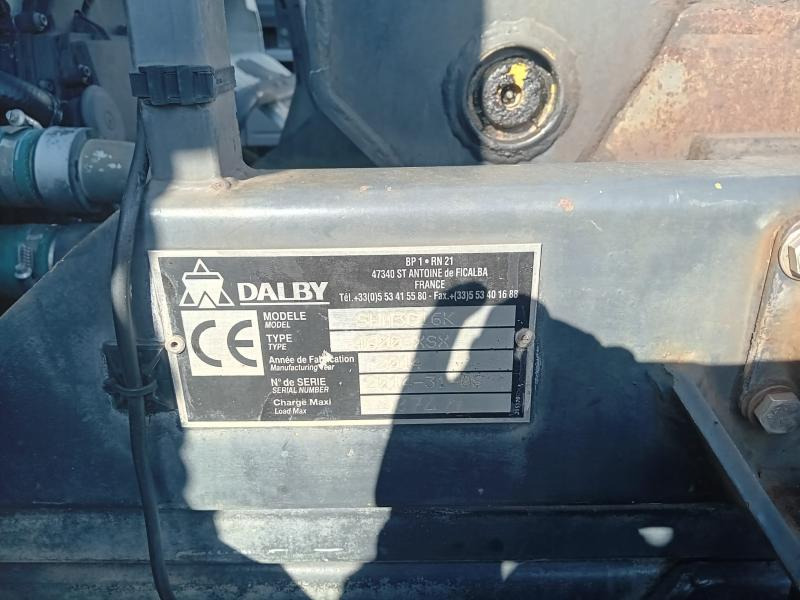 BP 1 • RN 21
47340 ST ANTOINE de FICALBA
FRANCE
Tél.+33(0)5 53 41 55 80 - Fax.+(33)5 53 40 16 88
DALBY
CE
MODELE
MODEL
TYPE
TYPE
Année de Fabrication
Manufacturing Year
N° de SERIE
SERIAL NUMBER
Charge Maxi
Load Max